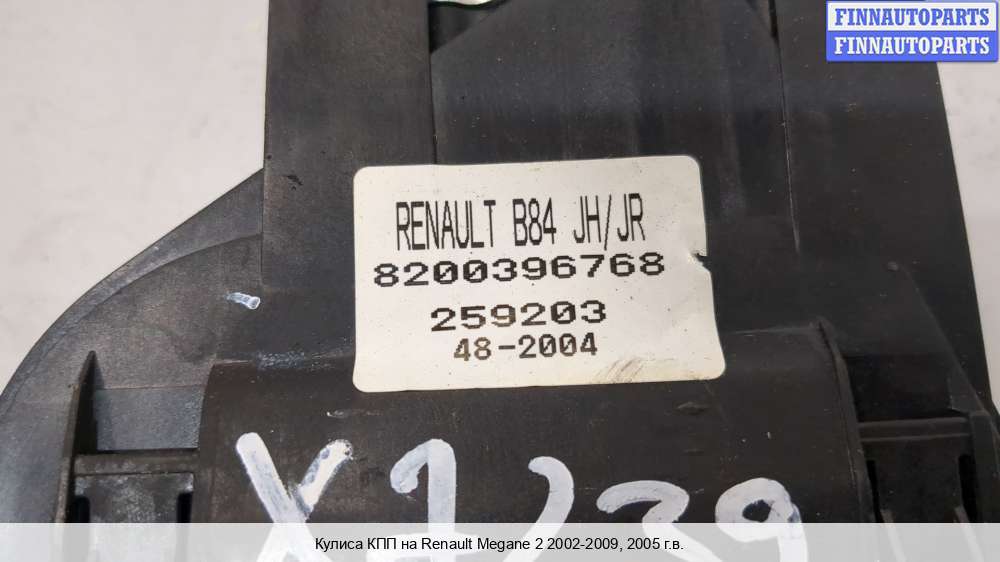 FINNAUTOPARTS
FINNAUTOPARTS
RENAULT B84 JH/JR
8200396768
259203
48-2004
Кулиса КПП на Renault Megane 2 2002-2009, 2005 г.в.